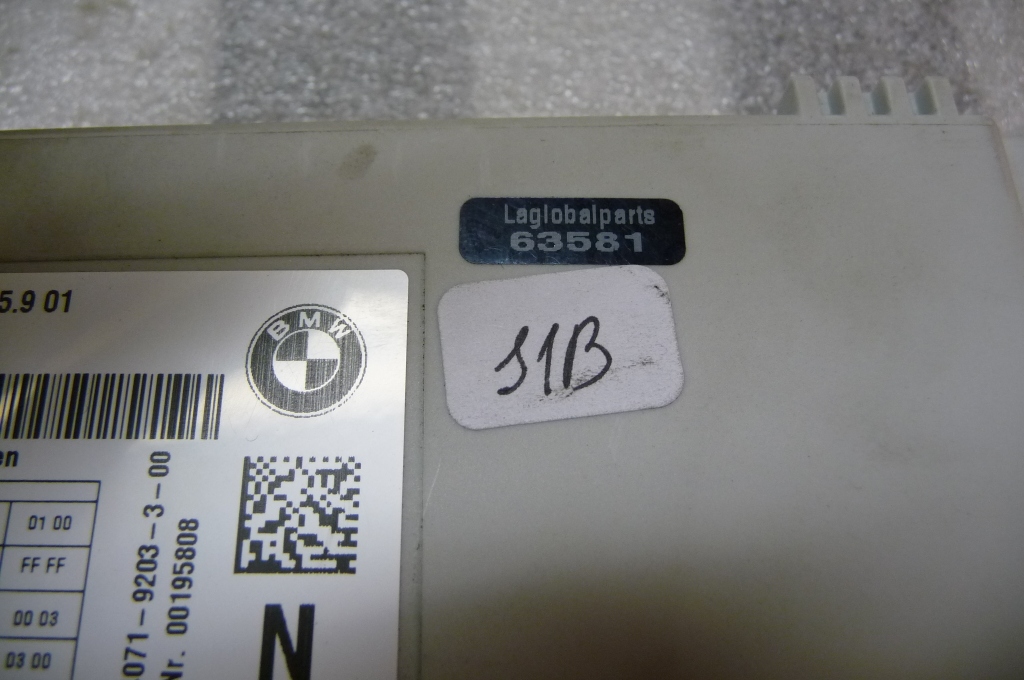 Laglobalparts
63581
5.9 01
BMW
11B
en
01 00
FF FF
00 03
03 00
071-9203-3-00
Nr. 00195808
N